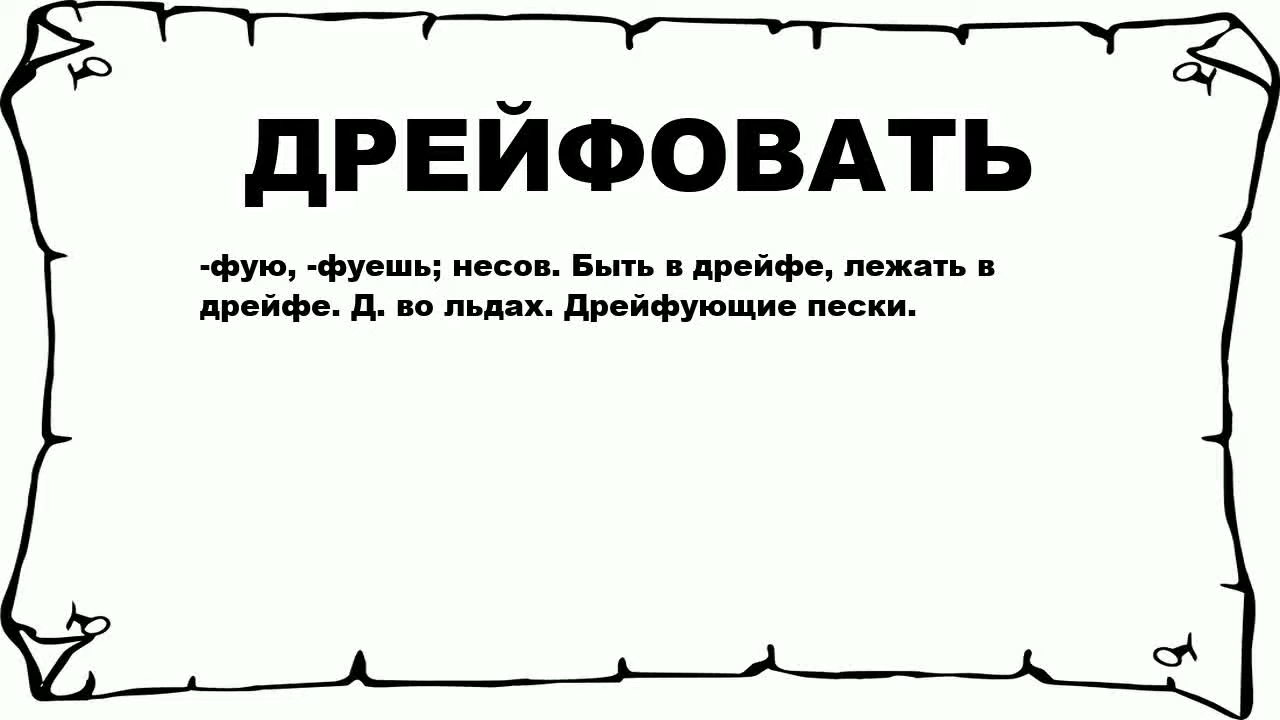 ДРЕЙФОВАТЬ
-фую, -фуешь; несов. Быть в дрейфе, лежать в
дрейфе. Д. во льдах. Дрейфующие пески.